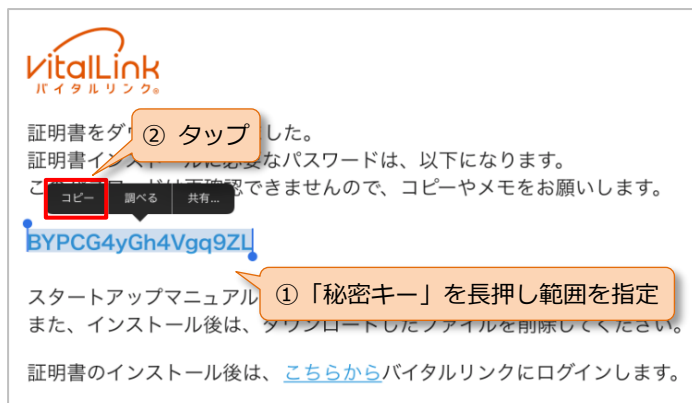 VitalLink
バイタルリンク®
証明書をダウ した。
② タップ
証明書インストールに必要なパスワードは、以下になります。
この は再確認できませんので、コピーやメモをお願いします。
コピー 調べる 共有...
BYPCG4yGh4Vgq9ZL
①「秘密キー」を長押し範囲を指定
スタートアップマニュアル
また、インストール後は、ダウンロードしたファイルを削除してください。
証明書のインストール後は、こちらからバイタルリンクにログインします。